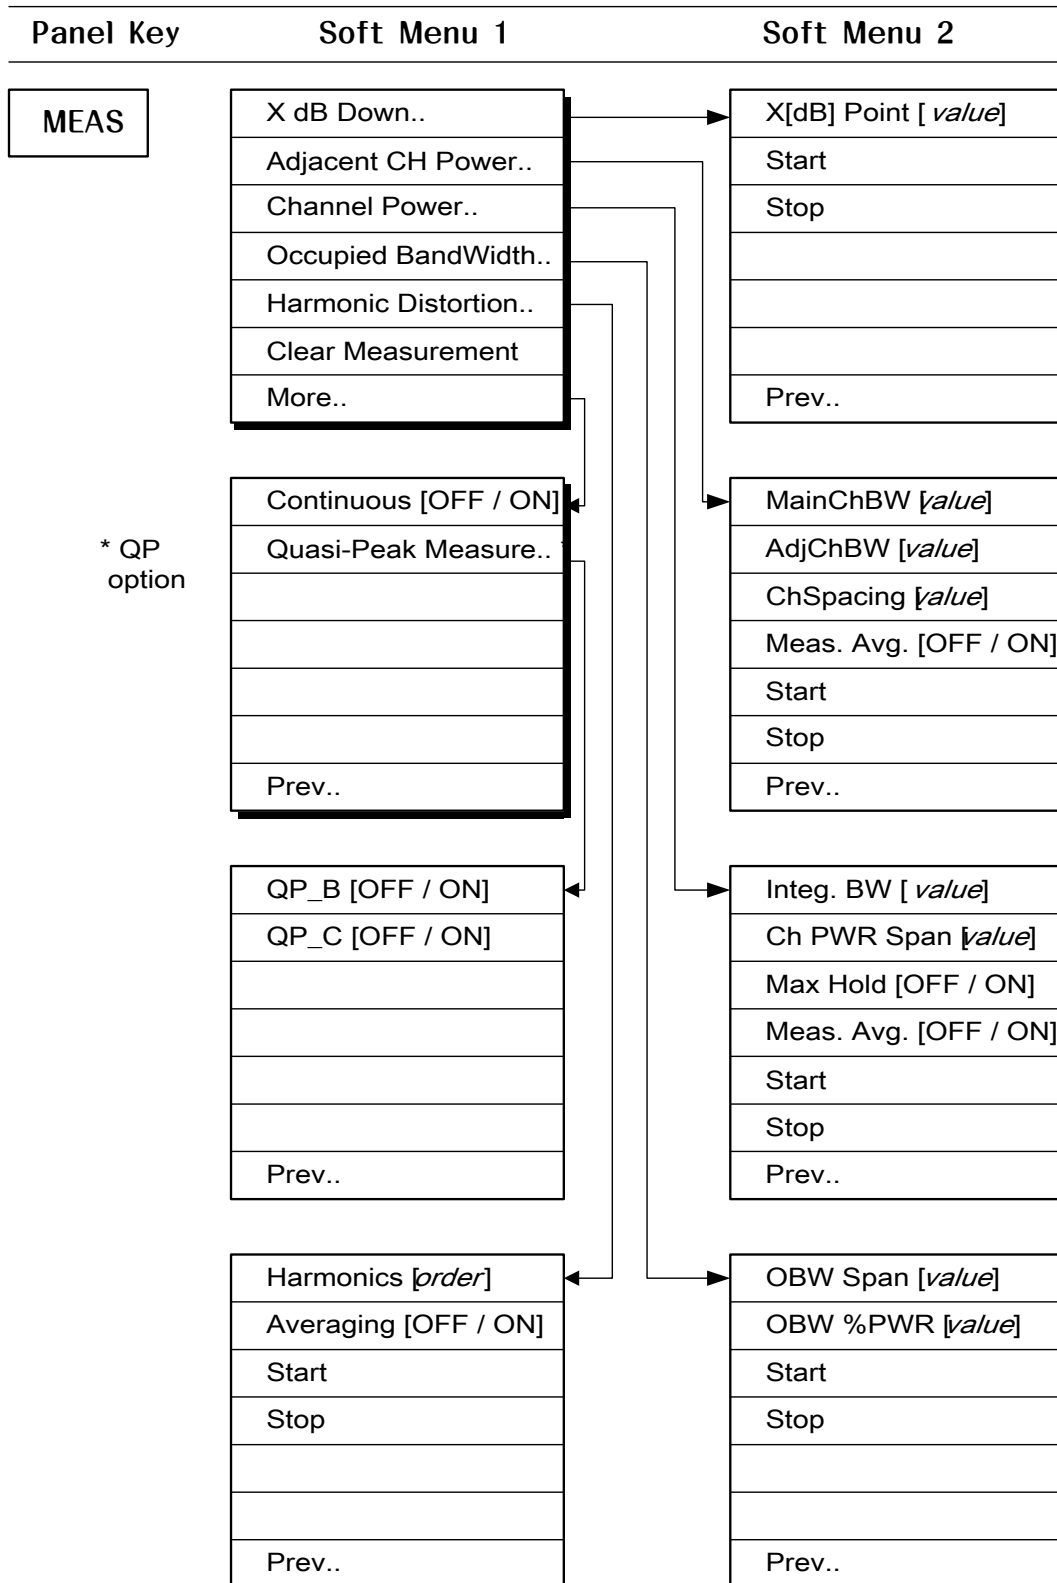 Panel Key Soft Menu 1 Soft Menu 2
MEAS
X dB Down..
Adjacent CH Power..
Channel Power..
Occupied BandWidth..
Harmonic Distortion..
Clear Measurement
More..
X[dB] Point [ value]
Start
Stop
Prev..
* QP
option
Continuous [OFF / ON]
Quasi-Peak Measure..
Prev..
MainChBW [value]
AdjChBW [value]
ChSpacing [value]
Meas. Avg. [OFF / ON]
Start
Stop
Prev..
QP_B [OFF / ON]
QP_C [OFF / ON]
Prev..
Integ. BW [ value]
Ch PWR Span [value]
Max Hold [OFF / ON]
Meas. Avg. [OFF / ON]
Start
Stop
Prev..
Harmonics [order]
Averaging [OFF / ON]
Start
Stop
Prev..
OBW Span [value]
OBW %PWR [value]
Start
Stop
Prev..